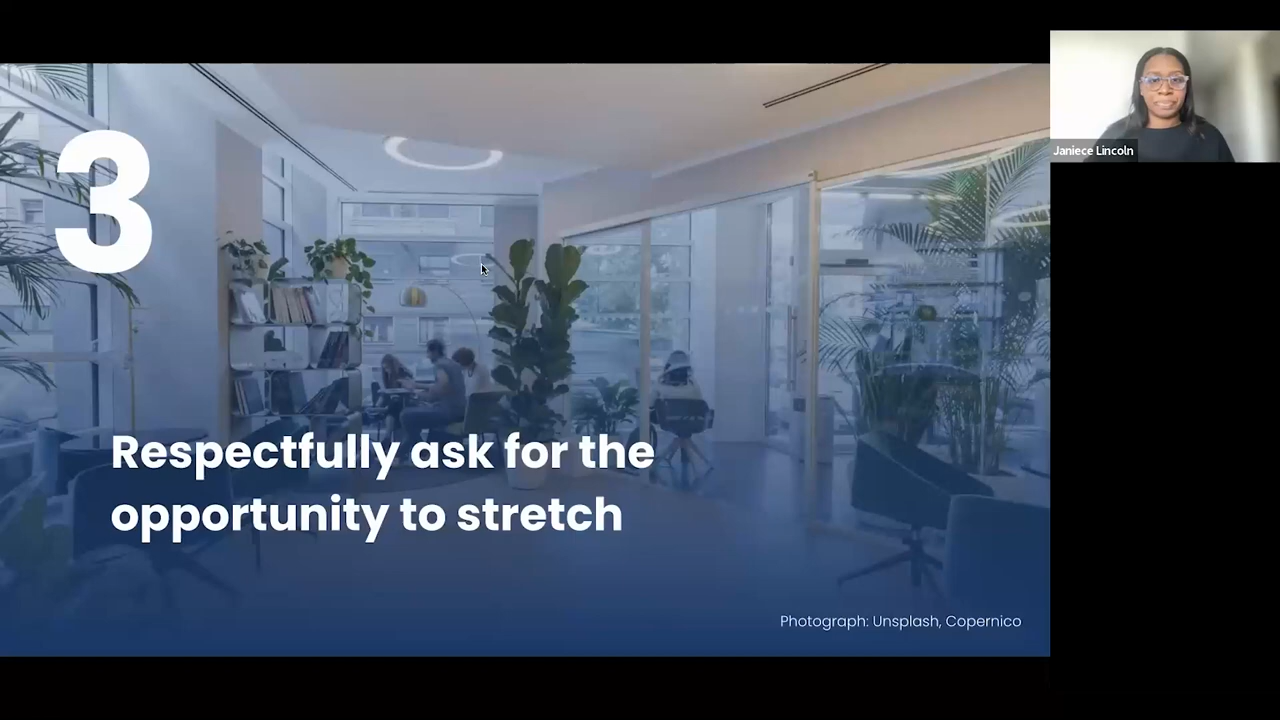 3
Respectfully ask for the
opportunity to stretch
Photograph: Unsplash, Copernico
Janiece Lincoln